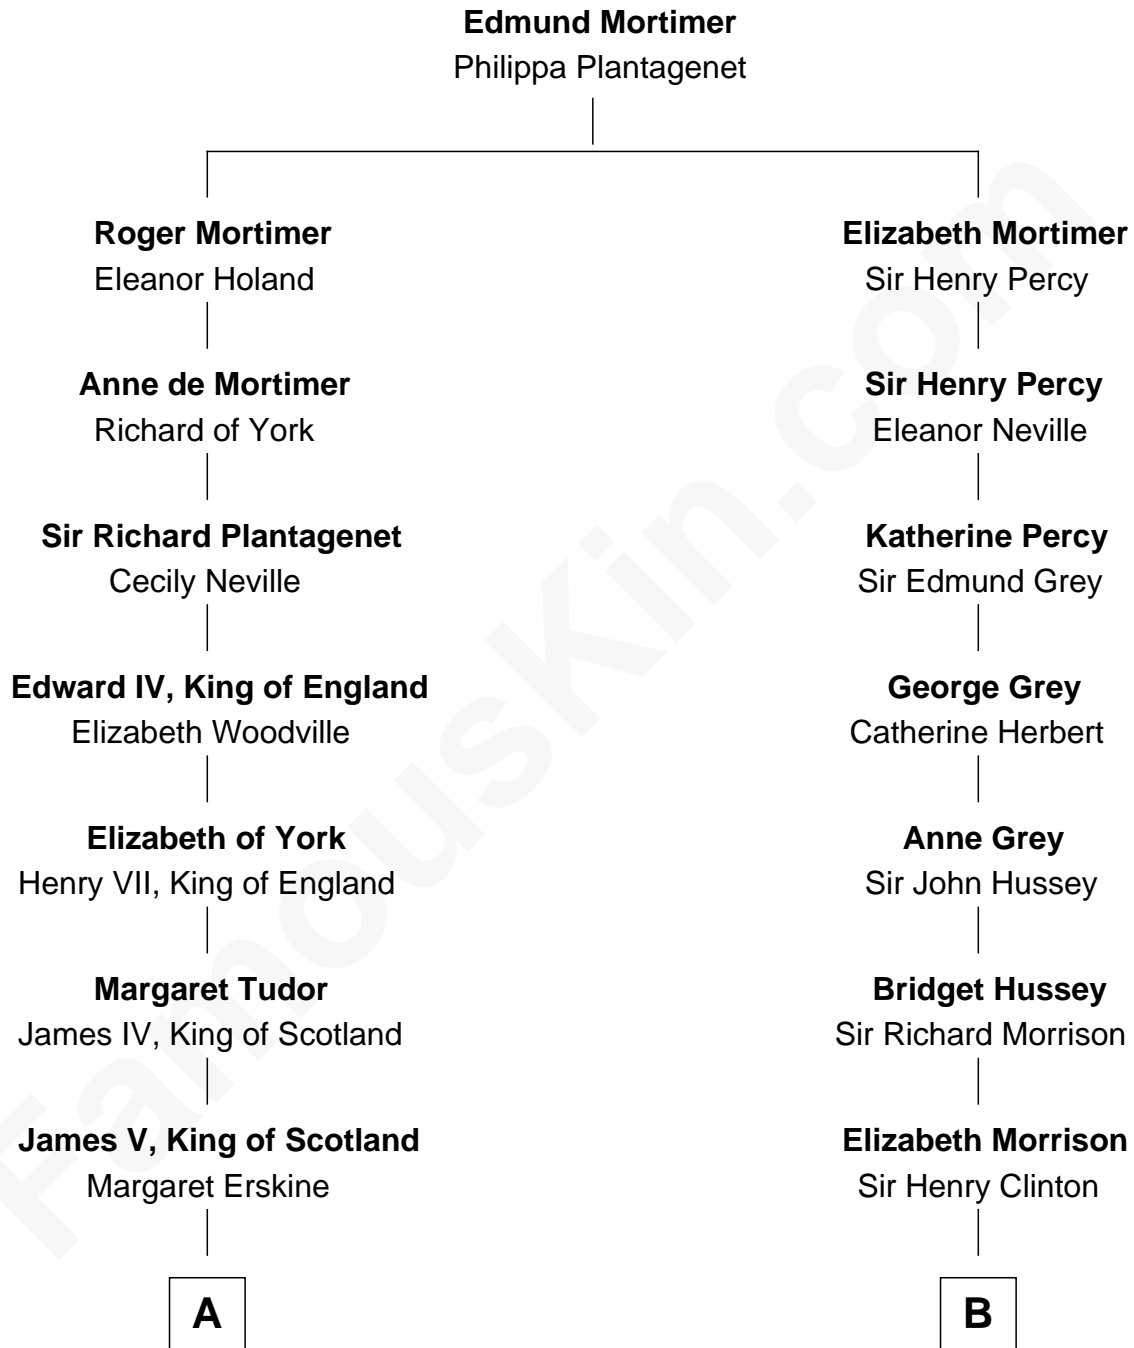 Edmund Mortimer
Philippa Plantagenet
Roger Mortimer
Eleanor Holand
Elizabeth Mortimer
Sir Henry Percy
Anne de Mortimer
Richard of York
Sir Henry Percy
Eleanor Neville
Sir Richard Plantagenet
Cecily Neville
Katherine Percy
Sir Edmund Grey
Edward IV, King of England
Elizabeth Woodville
George Grey
Catherine Herbert
Elizabeth of York
Henry VII, King of England
Anne Grey
Sir John Hussey
Margaret Tudor
James IV, King of Scotland
Bridget Hussey
Sir Richard Morrison
James V, King of Scotland
Margaret Erskine
Elizabeth Morrison
Sir Henry Clinton
A
B
FamousKin.com